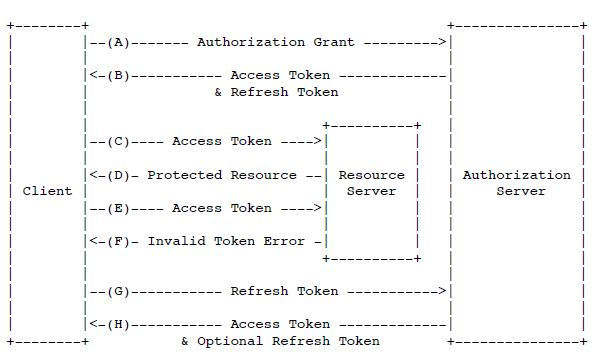 --(A)------- Authorization Grant --------->
<-(B)----------- Access Token -------------
& Refresh Token
--(C)---- Access Token ---->
<-(D)- Protected Resource --| Resource | Authorization
Client Server Server
--(E)---- Access Token ---->
<-(F)- Invalid Token Error -
--(G)----------- Refresh Token ----------->
<-(H)----------- Access Token -------------
& Optional Refresh Token